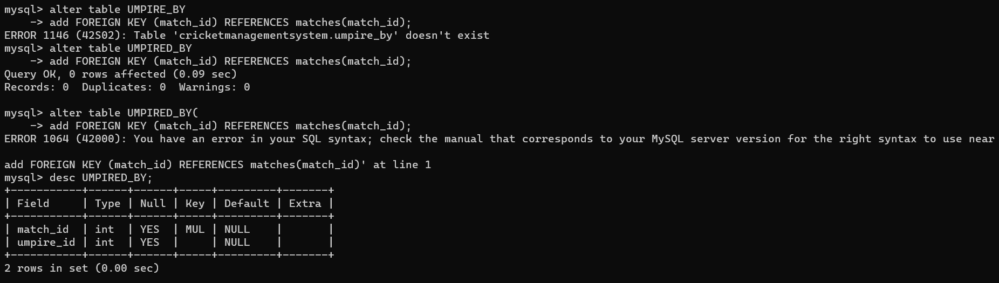 mysql> alter table UMPIRE_BY
    -> add FOREIGN KEY (match_id) REFERENCES matches(match_id);
ERROR 1146 (42S02): Table 'cricketmanagementsystem.umpire_by' doesn't exist
mysql> alter table UMPIRED_BY
    -> add FOREIGN KEY (match_id) REFERENCES matches(match_id);
Query OK, 0 rows affected (0.09 sec)
Records: 0  Duplicates: 0  Warnings: 0

mysql> alter table UMPIRED_BY(
    -> add FOREIGN KEY (match_id) REFERENCES matches(match_id);
ERROR 1064 (42000): You have an error in your SQL syntax; check the manual that corresponds to your MySQL server version for the right syntax to use near

add FOREIGN KEY (match_id) REFERENCES matches(match_id)' at line 1
mysql> desc UMPIRED_BY;
+-----------+------+------+-----+---------+-------+
| Field     | Type | Null | Key | Default | Extra |
+-----------+------+------+-----+---------+-------+
| match_id  | int  | YES  | MUL | NULL    |       |
| umpire_id | int  | YES  |     | NULL    |       |
+-----------+------+------+-----+---------+-------+
2 rows in set (0.00 sec)